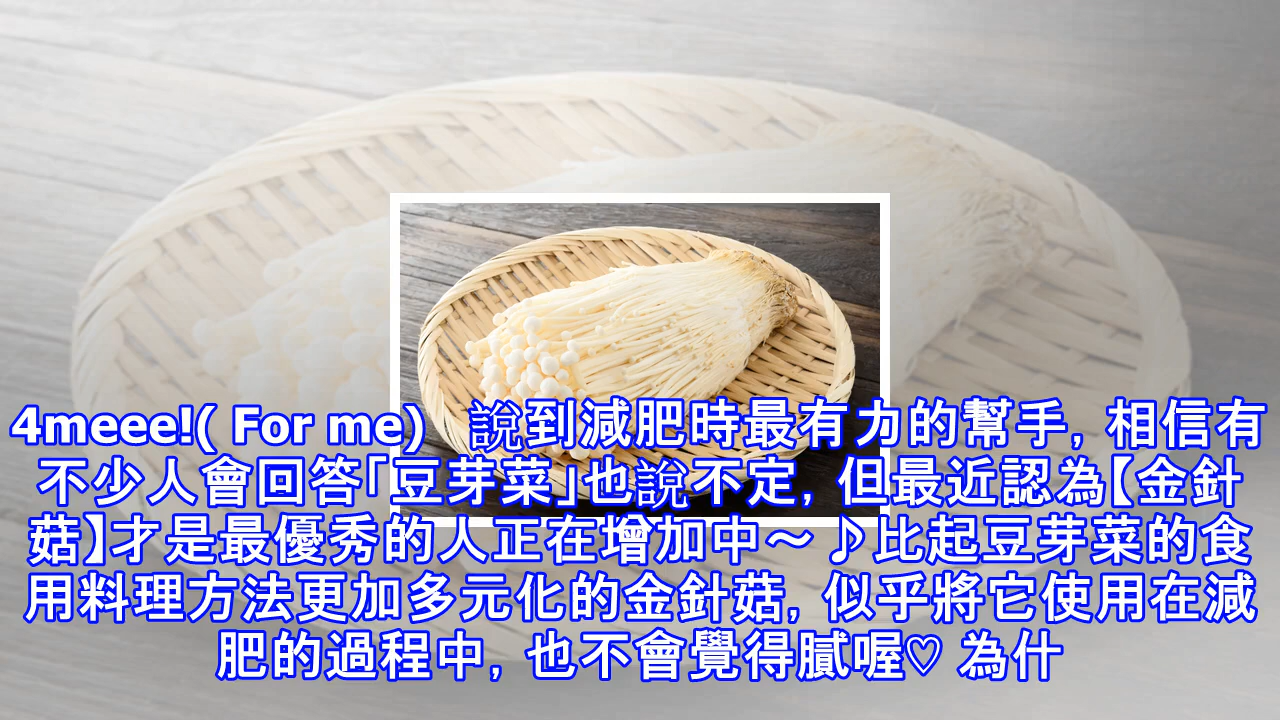 4meee!( For me)　說到減肥時最有力的幫手, 相信有
不少人會回答「豆芽菜」也說不定, 但最近認為【金針
菇】才是最優秀的人正在增加中～♪比起豆芽菜的食
用料理方法更加多元化的金針菇, 似乎將它使用在減
肥的過程中, 也不會覺得膩喔♡ 為什